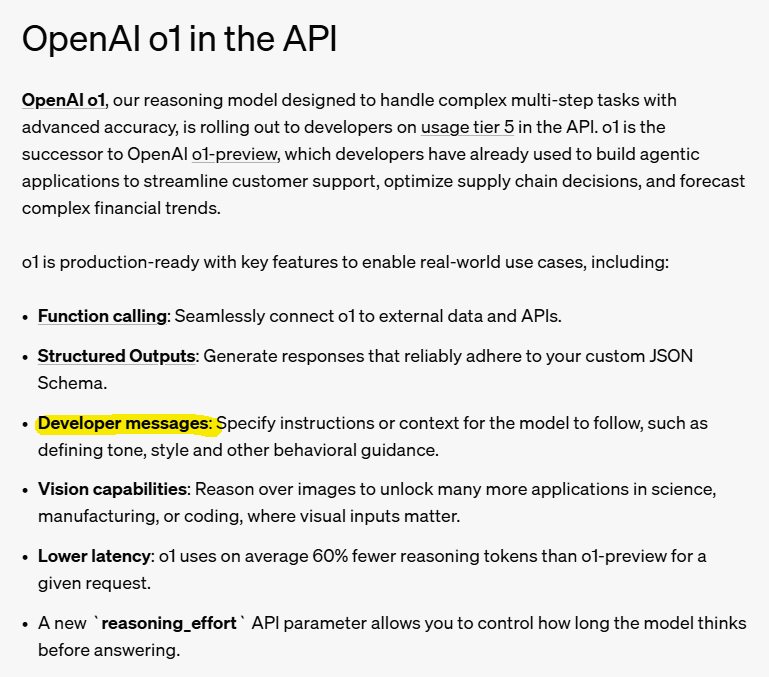 OpenAI o1 in the API
OpenAI o1, our reasoning model designed to handle complex multi-step tasks with
advanced accuracy, is rolling out to developers on usage tier 5 in the API. o1 is the
successor to OpenAI o1-preview, which developers have already used to build agentic
applications to streamline customer support, optimize supply chain decisions, and forecast
complex financial trends.
o1 is production-ready with key features to enable real-world use cases, including:
• Function calling: Seamlessly connect o1 to external data and APIs.
• Structured Outputs: Generate responses that reliably adhere to your custom JSON
Schema.
• Developer messages: Specify instructions or context for the model to follow, such as
defining tone, style and other behavioral guidance.
• Vision capabilities: Reason over images to unlock many more applications in science,
manufacturing, or coding, where visual inputs matter.
• Lower latency: o1 uses on average 60% fewer reasoning tokens than o1-preview for a
given request.
• A new `reasoning_effort` API parameter allows you to control how long the model thinks
before answering.